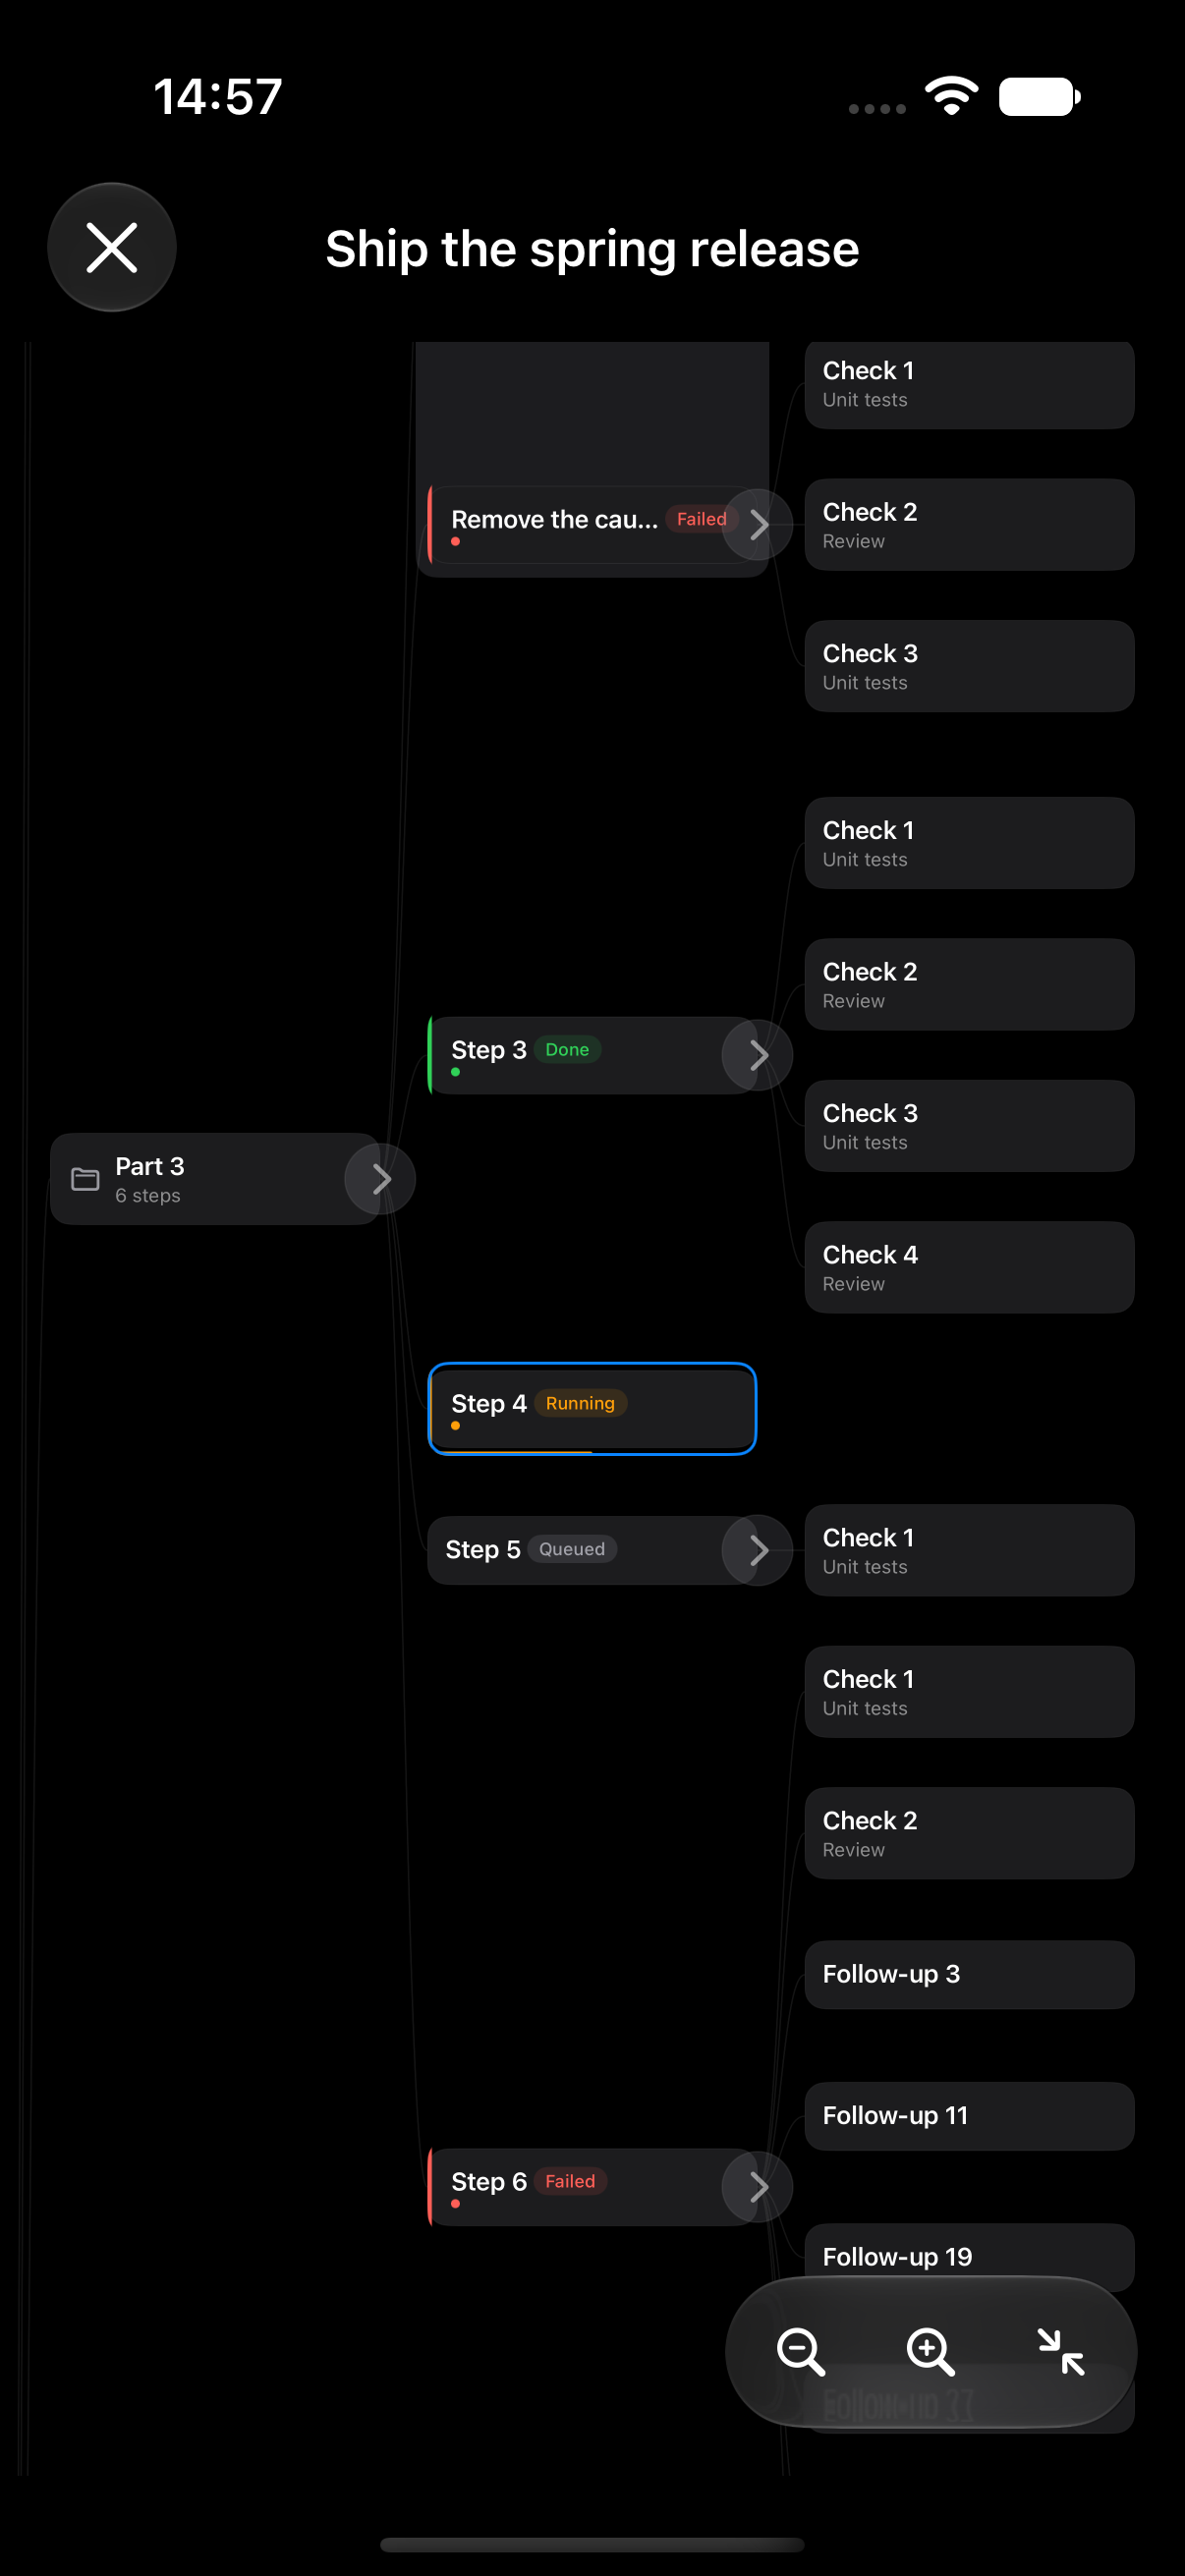 14:57
Ship the spring release
Check 1
Unit tests
Remove the cau... Failed
Check 2
Review
Check 3
Unit tests
Check 1
Unit tests
Check 2
Review
Step 3 Done
Check 3
Unit tests
Part 3
6 steps
Check 4
Review
Step 4 Running
Step 5 Queued
Check 1
Unit tests
Check 1
Unit tests
Check 2
Review
Follow-up 3
Follow-up 11
Step 6 Failed
Follow-up 19